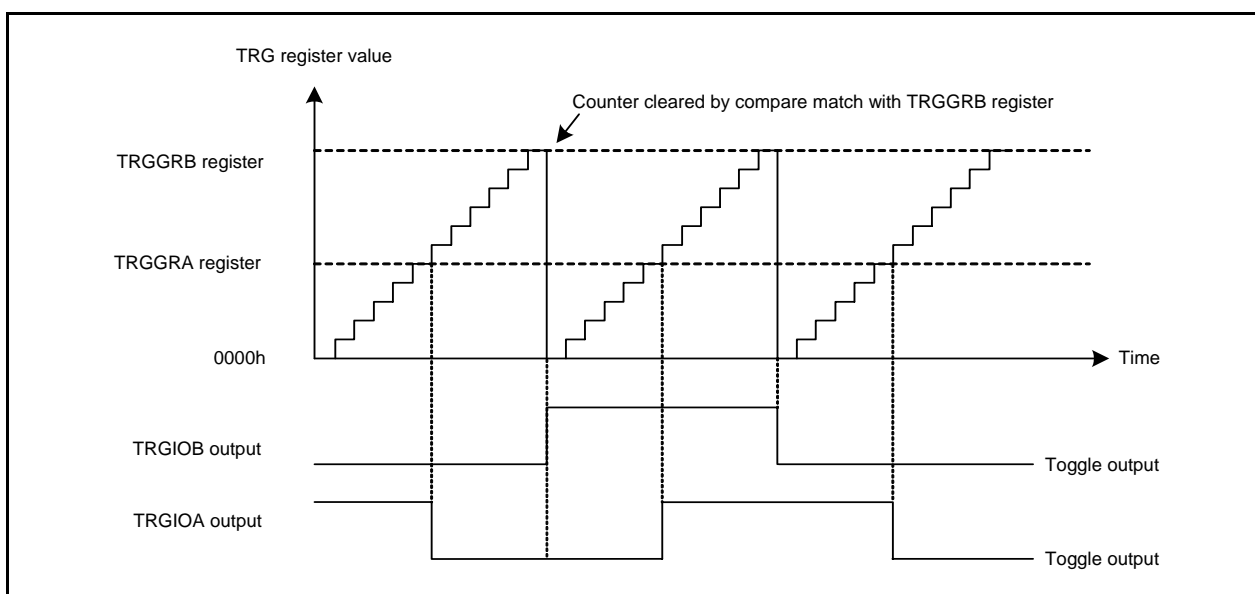 TRG register value
Counter cleared by compare match with TRGGRB register
TRGGRB register
TRGGRA register
0000h
Time
TRGIOB output
Toggle output
TRGIOA output
Toggle output